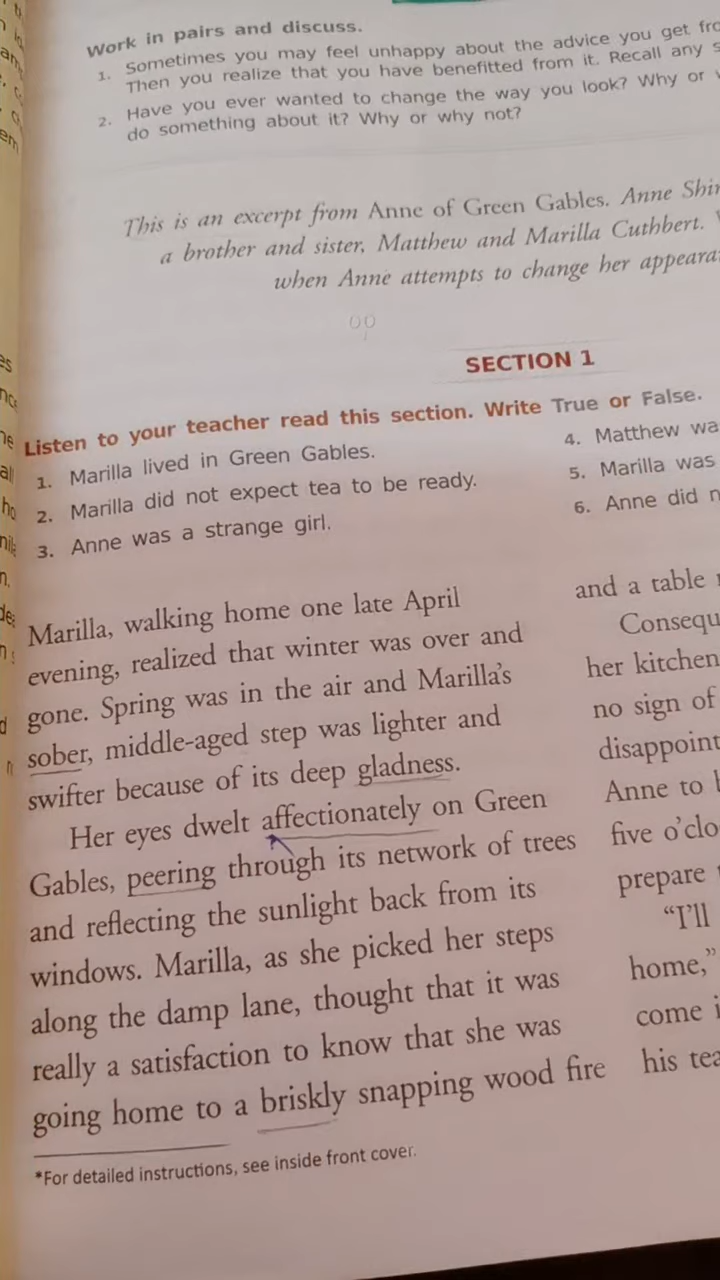 Work in pairs and discuss.
1. Sometimes you may feel unhappy about the advice you get
Then you realize that you have benefitted from it. Recall any
2. Have you ever wanted to change the way you look? Why or
do something about it? Why or why not?
This is an excerpt from Anne of Green Gables. Anne
a brother and sister, Matthew and Marilla Cuthbert.
when Anne attempts to change her
SECTION 1
Listen to your teacher read this section. Write True or False.
1. Marilla lived in Green Gables.
2. Marilla did not expect tea to be ready.
3. Anne was a strange girl.
4. Matthew
5. Marilla was
6. Anne did
Marilla, walking home one late April
evening, realized that winter was over and
gone. Spring was in the air and Marilla's
sober, middle-aged step was lighter and
swifter because of its deep gladness.
Her eyes dwelt affectionately on Green
Gables, peering through its network of trees
and reflecting the sunlight back from its
windows. Marilla, as she picked her steps
along the damp lane, thought that it was
really a satisfaction to know that she was
going home to a briskly snapping wood fire
and a table
her kitchen
no sign of
disappoint
Anne to
five
prepare
“I'll
home,”
come
his
*For detailed instructions, see inside front cover.